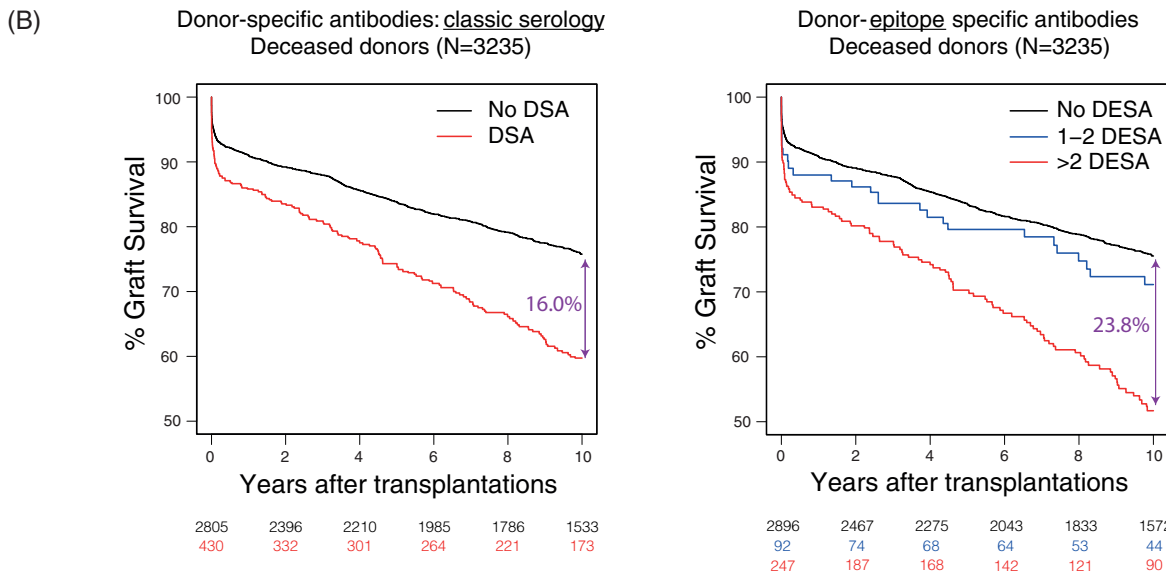 (B)
Donor-specific antibodies: classic serology
Deceased donors (N=3235)
% Graft Survival
100
90
80
70
60
50
No DSA
DSA
16.0%
0 2 4 6 8 10
Years after transplantations
2805 2396 2210 1985 1786 1533
430 332 301 264 221 173
Donor-epitope specific antibodies
Deceased donors (N=3235)
% Graft Survival
100
90
80
70
60
50
No DESA
1–2 DESA
>2 DESA
23.8%
0 2 4 6 8 10
Years after transplantations
2896 2467 2275 2043 1833 1572
92 74 68 64 53 44
247 187 168 142 121 90